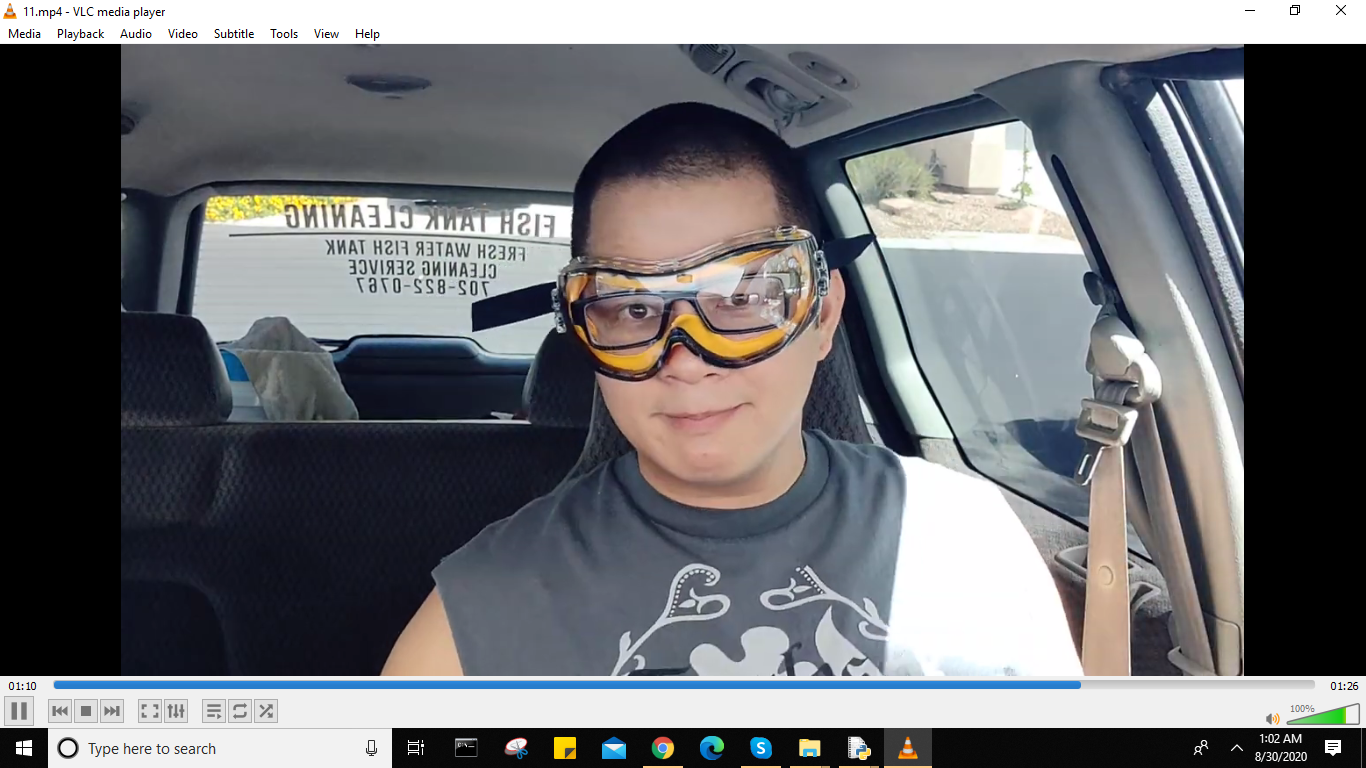 11.mp4 - VLC media player
Media Playback Audio Video Subtitle Tools View Help
FISH TANK CLEANING
FRESH WATER FISH TANK
CLEANING SERIVCE
702-822-0767
01:10
01:26
100%
Type here to search
1:02 AM
8/30/2020